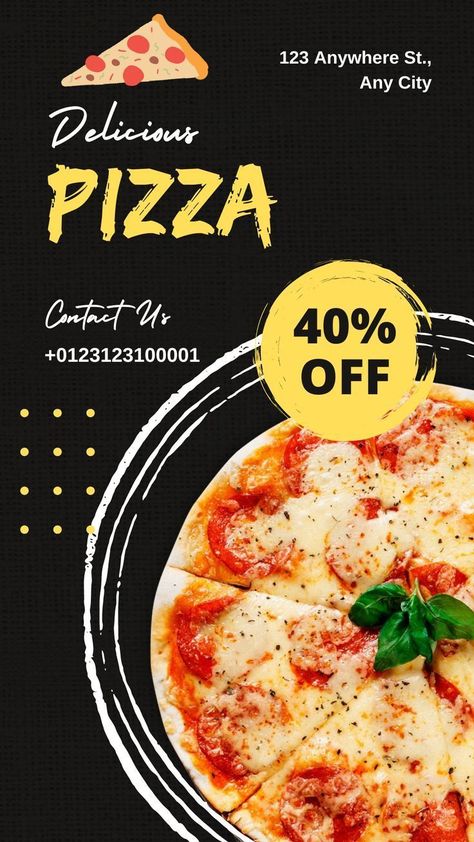 123 Anywhere St.,
Any City
Delicious
PIZZA
Contact Us
+0123123100001
40%
OFF